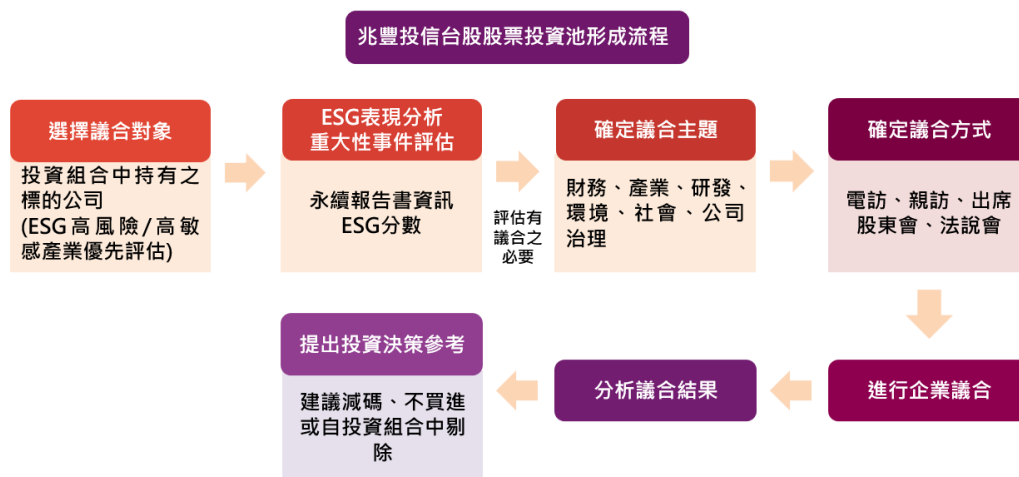 兆豐投信台股股票投資池形成流程
選擇議合對象
投資組合中持有之
標的公司
(ESG高風險/高敏
感產業優先評估)
ESG表現分析
重大性事件評估
永續報告書資訊
ESG分數
評估有
議合之
必要
確定議合主題
財務、產業、研發、
環境、社會、公司
治理
確定議合方式
電訪、親訪、出席
股東會、法說會
進行企業議合
分析議合結果
提出投資決策參考
建議減碼、不買進
或自投資組合中剔
除